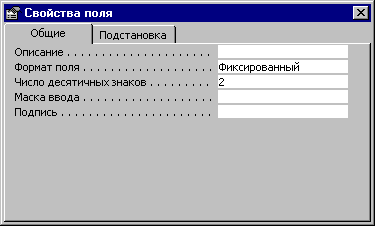 Свойства поля
Общие Подстановка
Описание . . . . . . . . . . . . . . . . . . . . . .
Формат поля . . . . . . . . . . . . . . . . . . . Фиксированный
Число десятичных знаков . . . . . . . . . 2
Маска ввода . . . . . . . . . . . . . . . . . . .
Подпись . . . . . . . . . . . . . . . . . . . . . . .